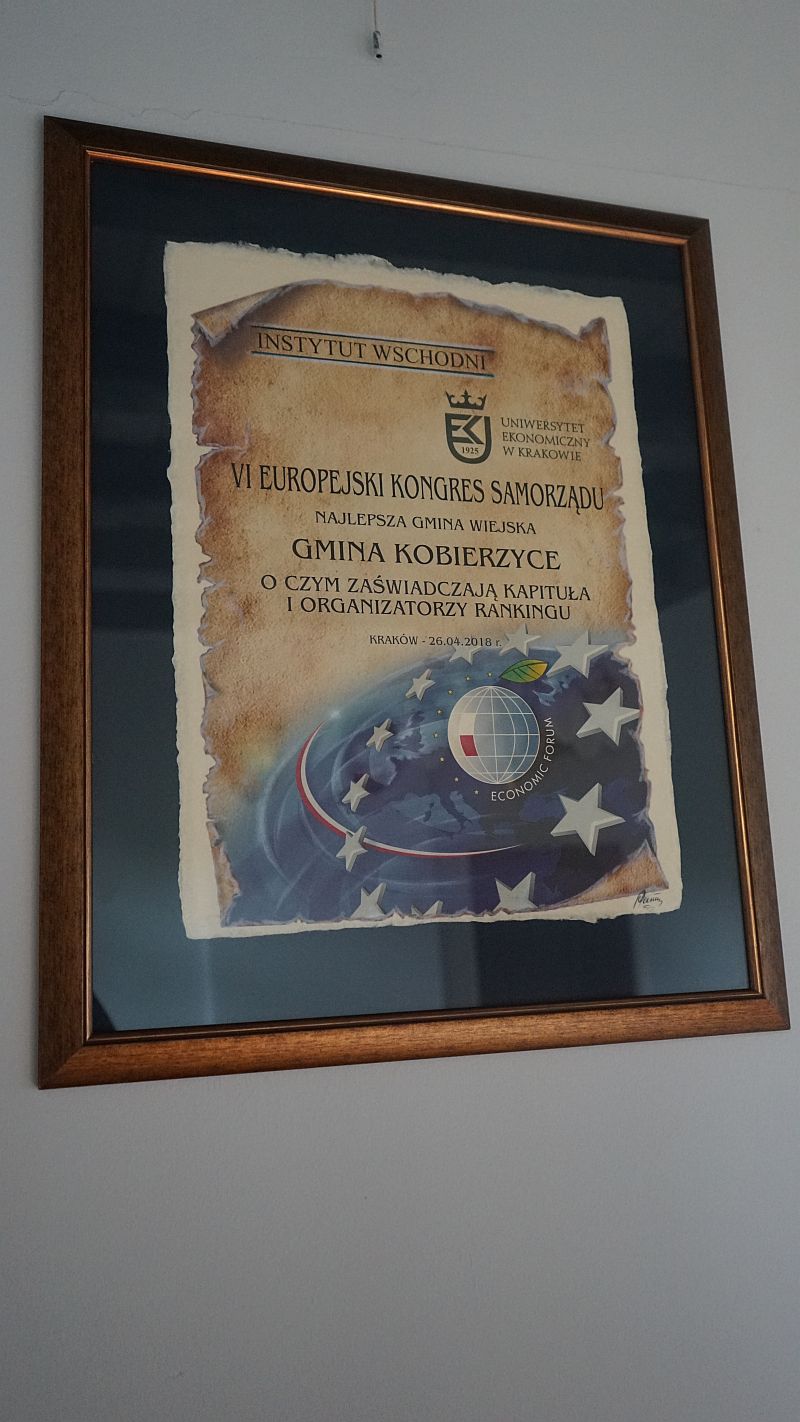 INSTYTUT WSCHODNI
EK
1925
UNIWERSYTET
EKONOMICZNY
W KRAKOWIE
VI EUROPEJSKI KONGRES SAMORZĄDU
NAJLEPSZA GMINA WIEJSKA
GMINA KOBIERZYCE
O CZYM ZAŚWIADCZAJĄ KAPITUŁA
I ORGANIZATORZY RANKINGU
KRAKÓW - 26.04.2018 r.
ECONOMIC FORUM